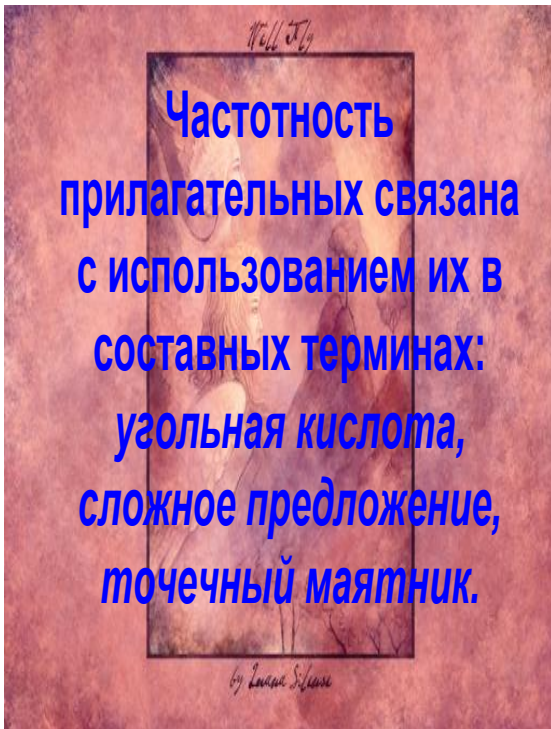 Частотность
прилагательных связана
с использованием их в
составных терминах:
угольная кислота,
сложное предложение,
точечный маятник.